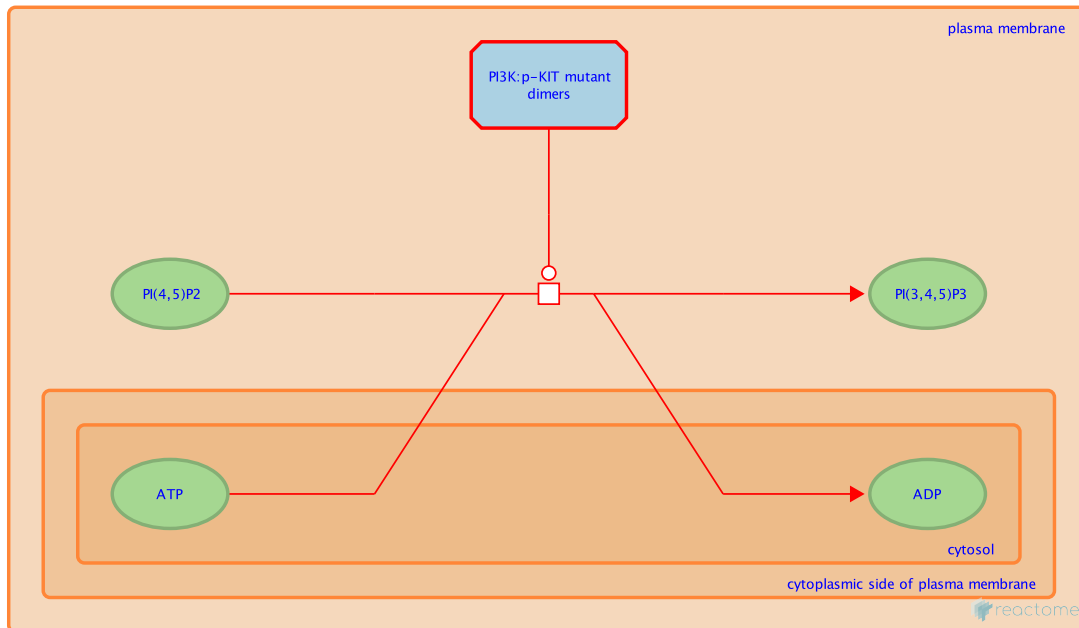 plasma membrane
PI3K:p-KIT mutant
dimers
PI(4,5)P2
PI(3,4,5)P3
ATP
ADP
cytosol
cytoplasmic side of plasma membrane
reactome